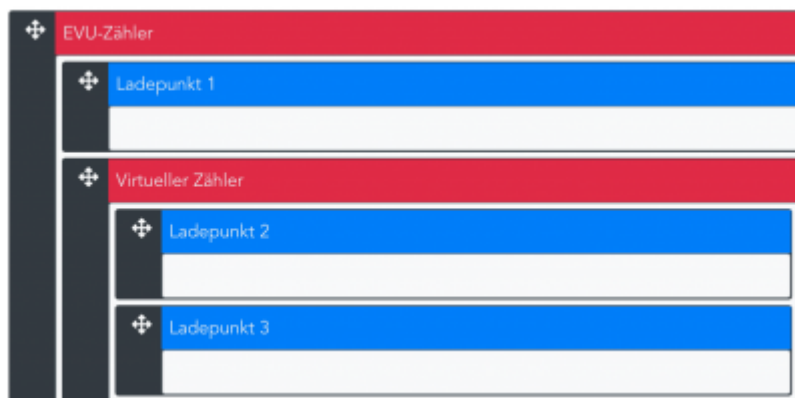 EVU-Zähler
Ladepunkt 1
Virtueller Zähler
Ladepunkt 2
Ladepunkt 3